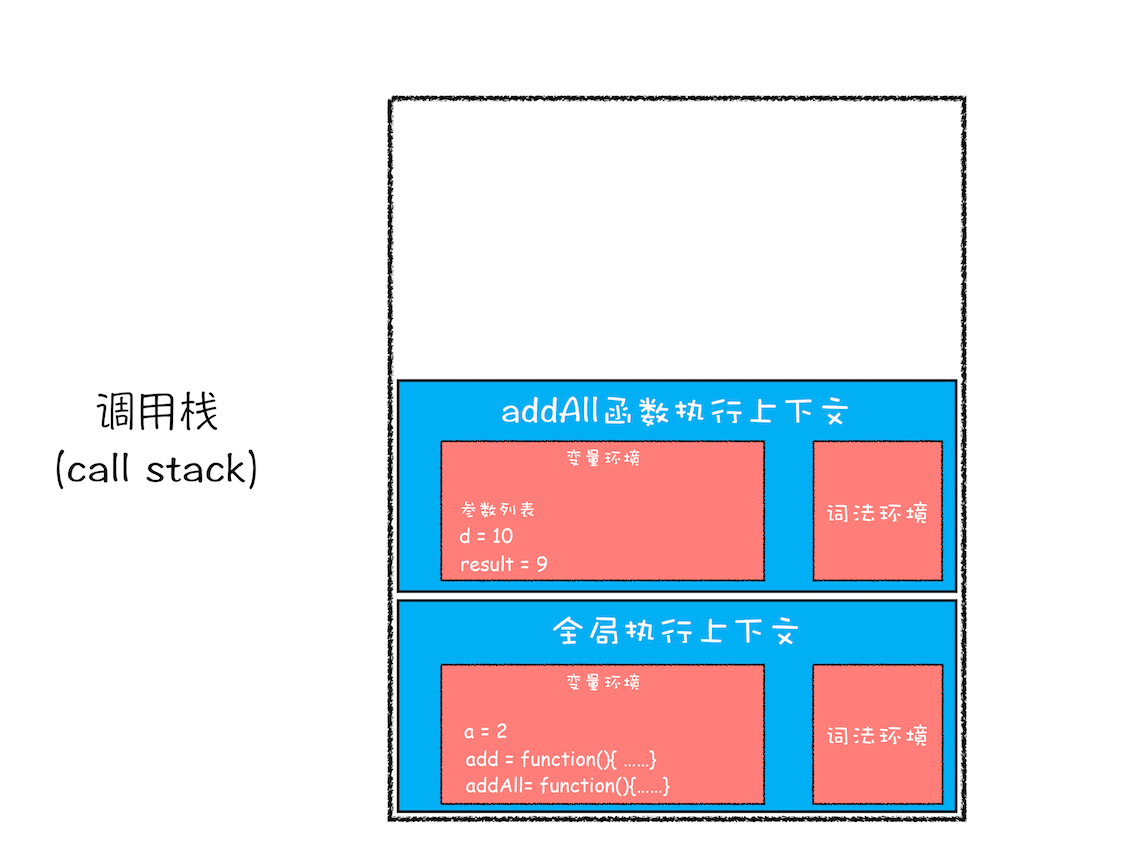 调用栈
(call stack)
addAll函数执行上下文
变量环境
参数列表
d = 10
result = 9
词法环境
全局执行上下文
变量环境
a = 2
add = function(){ ......}
addAll= function(){......}
词法环境